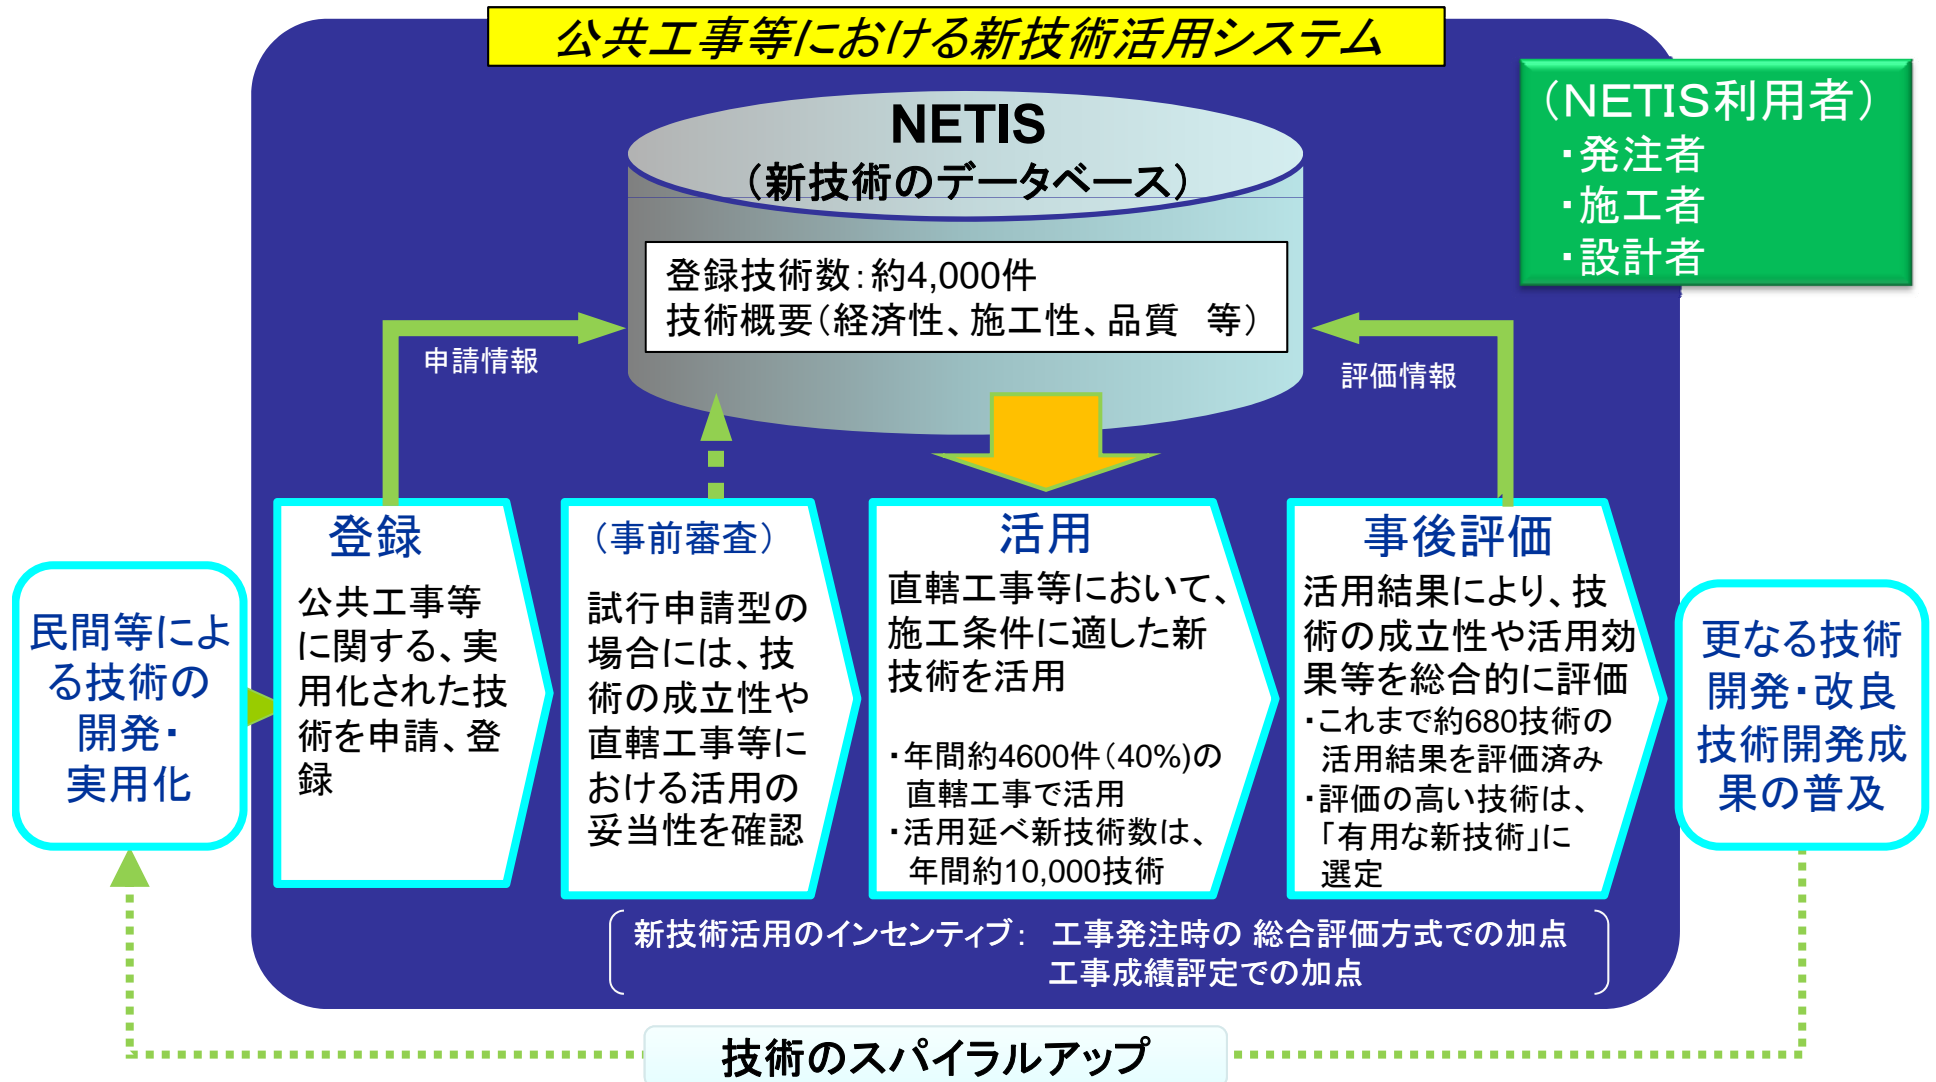 公共工事等における新技術活用システム
NETIS
（新技術のデータベース）
登録技術数：約4,000件
技術概要（経済性、施工性、品質　等）
（NETIS利用者）
・発注者
・施工者
・設計者
申請情報
評価情報
民間等によ
る技術の
開発・
実用化
登録
公共工事等
に関する、実
用化された技
術を申請、登
録
（事前審査）
試行申請型の
場合には、技
術の成立性や
直轄工事等に
おける活用の
妥当性を確認
活用
直轄工事等において、
施工条件に適した新
技術を活用
・年間約4600件（40%)の
直轄工事で活用
・活用延べ新技術数は、
年間約10,000技術
事後評価
活用結果により、技
術の成立性や活用効
果等を総合的に評価
・これまで約680技術の
活用結果を評価済み
・評価の高い技術は、
「有用な新技術」に
選定
更なる技術
開発・改良
技術開発成
果の普及
新技術活用のインセンティブ：　工事発注時の 総合評価方式での加点
工事成績評定での加点
技術のスパイラルアップ